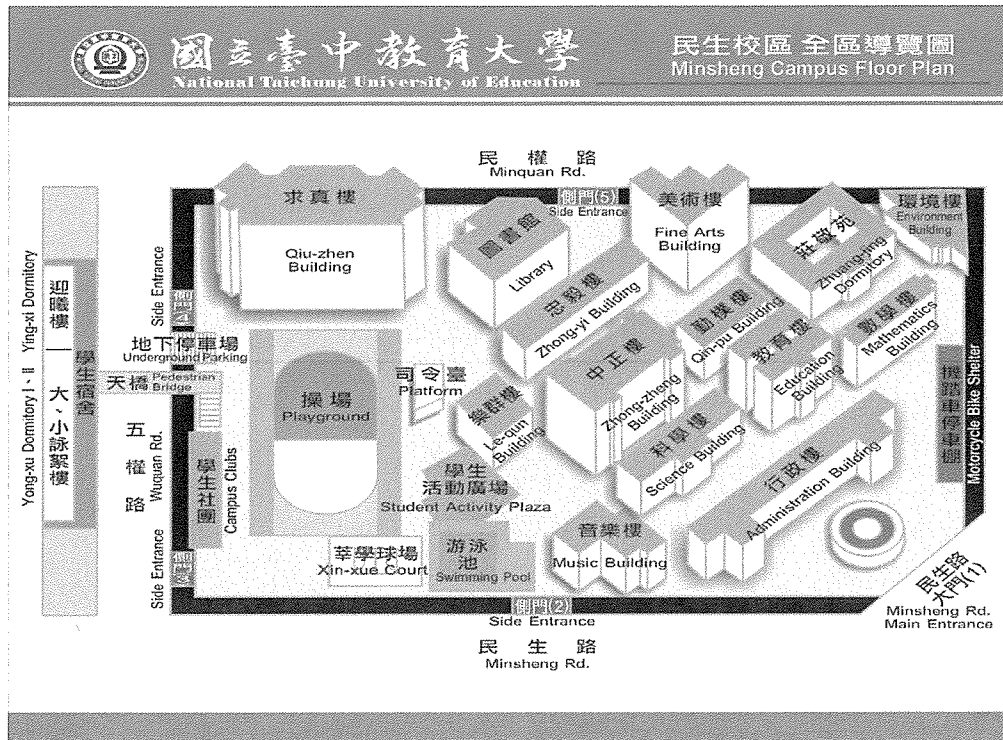 國立臺中教育大學
National Taichung University of Education
民生校區 全區導覽圖
Minsheng Campus Floor Plan
民權路
Minquan Rd.
側門(5)
Side Entrance
求真樓
Qiu-zhen
Building
圖書館
Library
忠毅樓
Zhong-yi Building
美術樓
Fine Arts
Building
莊敬苑
Zhuang-jing
Dormitory
環境樓
Environment
Building
Side Entrance
側門4
地下停車場
Underground Parking
天橋
Pedestrian
Bridge
迎曦樓
大、小詠絮樓
Yong-xu Dormitory I、II Ying-xi Dormitory
學生宿舍
五權路
Wuquan Rd.
學生社團
Campus Clubs
Side Entrance
側門3
操場
Playground
司令臺
Platform
樂群樓
Le-qun
Building
中正樓
Zhong-zheng
Building
勤樸樓
Qin-pu Building
教育樓
Education
Building
數學樓
Mathematics
Building
科學樓
Science Building
行政樓
Administration Building
機踏車停車棚
Motorcycle Bike Shelter
學生
活動廣場
Student Activity Plaza
莘學球場
Xin-xue Court
游泳
池
Swimming Pool
音樂樓
Music Building
側門(2)
Side Entrance
民生路
Minsheng Rd.
民生路
大門(1)
Minsheng Rd.
Main Entrance